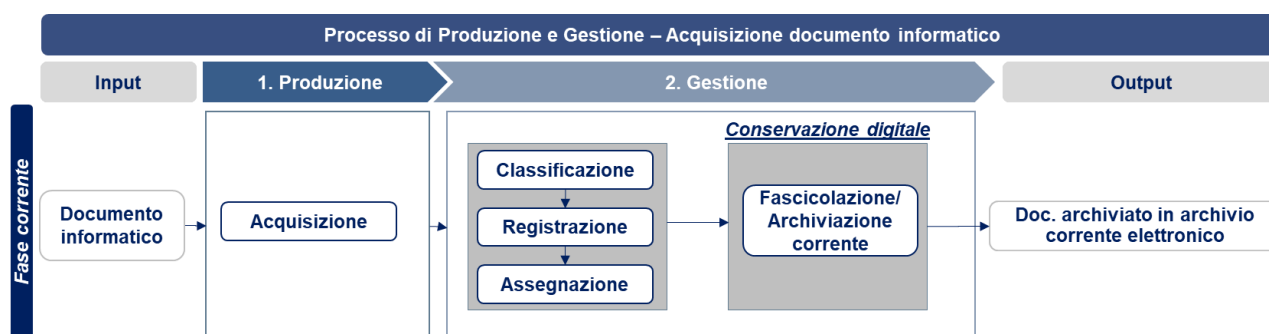 Processo di Produzione e Gestione – Acquisizione documento informatico
Input
1. Produzione
2. Gestione
Output
Fase corrente
Documento
informatico
Acquisizione
Classificazione
Registrazione
Assegnazione
Conservazione digitale
Fascicolazione/
Archiviazione
corrente
Doc. archiviato in archivio
corrente elettronico